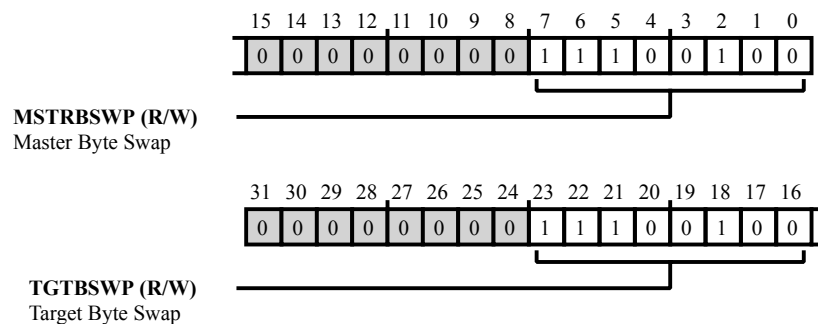 15 14 13 12 11 10 9 8 7 6 5 4 3 2 1 0
0 0 0 0 0 0 0 0 1 1 1 0 0 1 0 0
MSTRBSWP (R/W)
Master Byte Swap
31 30 29 28 27 26 25 24 23 22 21 20 19 18 17 16
0 0 0 0 0 0 0 0 1 1 1 0 0 1 0 0
TGTBSWP (R/W)
Target Byte Swap